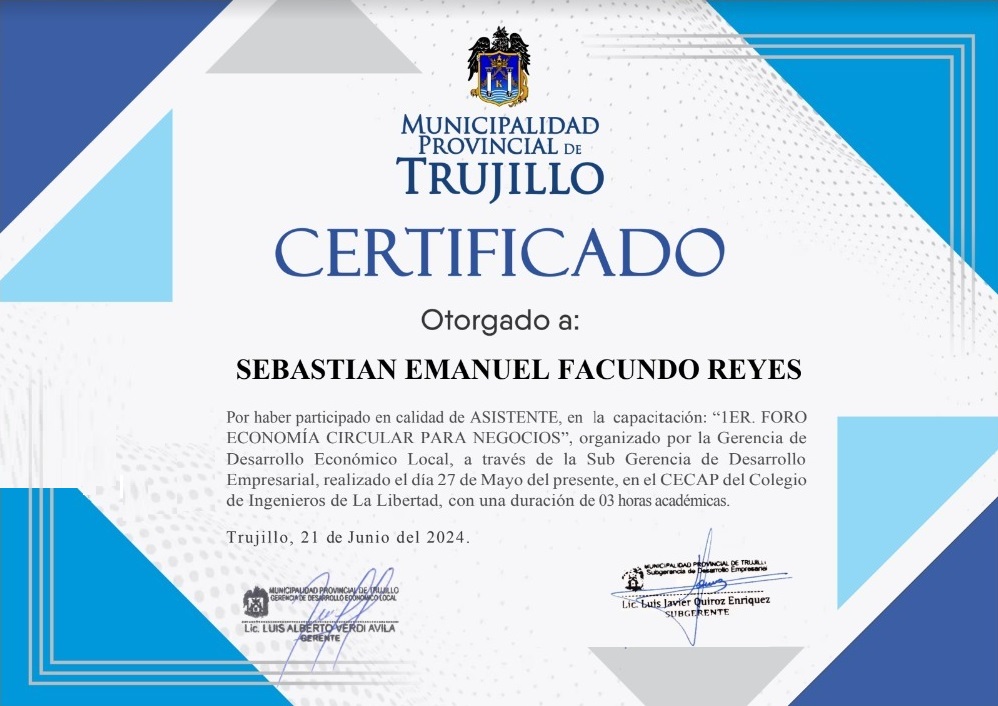 MUNICIPALIDAD
PROVINCIAL DE
TRUJILLO
CERTIFICADO
Otorgado a:
SEBASTIAN EMANUEL FACUNDO REYES
Por haber participado en calidad de ASISTENTE, en la capacitación: “1ER. FORO
ECONOMÍA CIRCULAR PARA NEGOCIOS”, organizado por la Gerencia de
Desarrollo Económico Local, a través de la Sub Gerencia de Desarrollo
Empresarial, realizado el día 27 de Mayo del presente, en el CECAP del Colegio
de Ingenieros de La Libertad, con una duración de 03 horas académicas.
Trujillo, 21 de Junio del 2024.
MUNICIPALIDAD PROVINCIAL DE TRUJILLO
GERENCIA DE DESARROLLO ECONOMICO LOCAL
Lic. LUIS ALBERTO VERDI AVILA
GERENTE
MUNICIPALIDAD PROVINCIAL DE TRUJILLO
Subgerencia de Desarrollo Empresarial
Lic. Luis Javier Quiroz Enriquez
SUBGERENTE